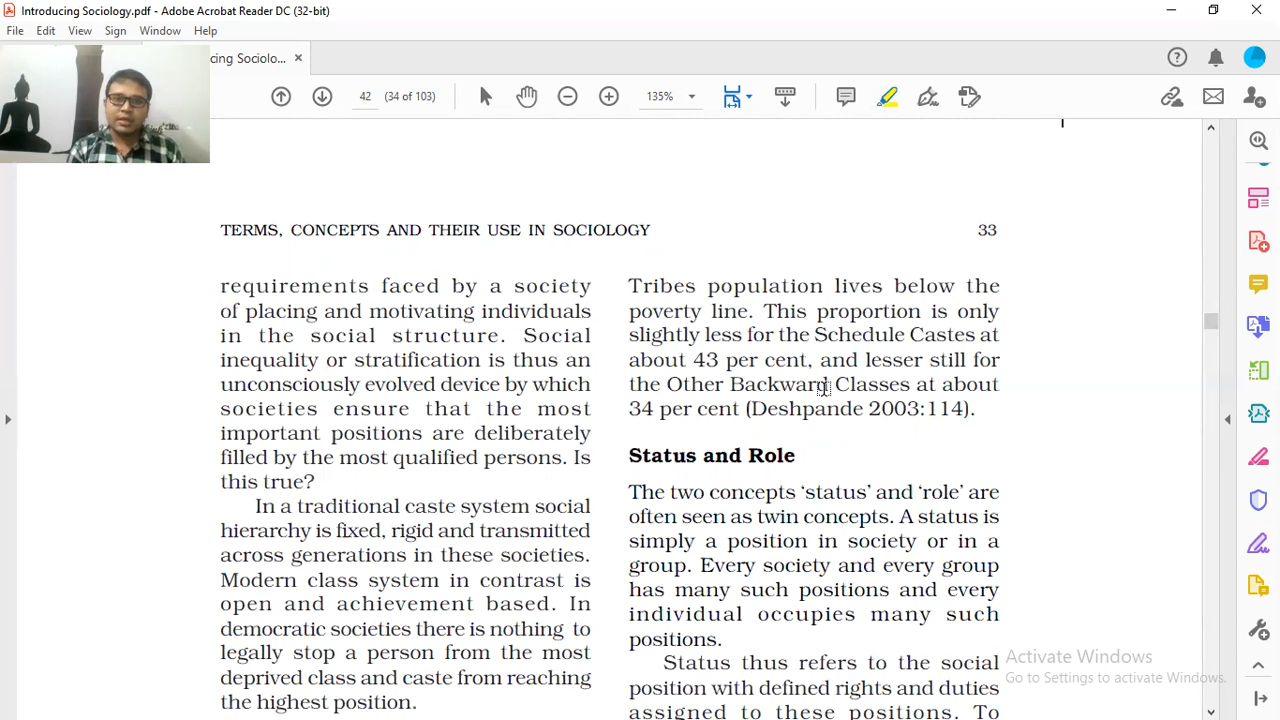 Introducing Sociology.pdf - Adobe Acrobat Reader DC (32-bit)
File Edit View Sign Window Help
cing Sociolo... ×
42 (34 of 103) 135%
TERMS, CONCEPTS AND THEIR USE IN SOCIOLOGY 33
requirements faced by a society
of placing and motivating individuals
in the social structure. Social
inequality or stratification is thus an
unconsciously evolved device by which
societies ensure that the most
important positions are deliberately
filled by the most qualified persons. Is
this true?
In a traditional caste system social
hierarchy is fixed, rigid and transmitted
across generations in these societies.
Modern class system in contrast is
open and achievement based. In
democratic societies there is nothing to
legally stop a person from the most
deprived class and caste from reaching
the highest position.
Tribes population lives below the
poverty line. This proportion is only
slightly less for the Schedule Castes at
about 43 per cent, and lesser still for
the Other Backward Classes at about
34 per cent (Deshpande 2003:114).
Status and Role
The two concepts ‘status’ and ‘role’ are
often seen as twin concepts. A status is
simply a position in society or in a
group. Every society and every group
has many such positions and every
individual occupies many such
positions.
Status thus refers to the social
position with defined rights and duties
assigned to these positions. To
Activate Windows
Go to Settings to activate Windows.